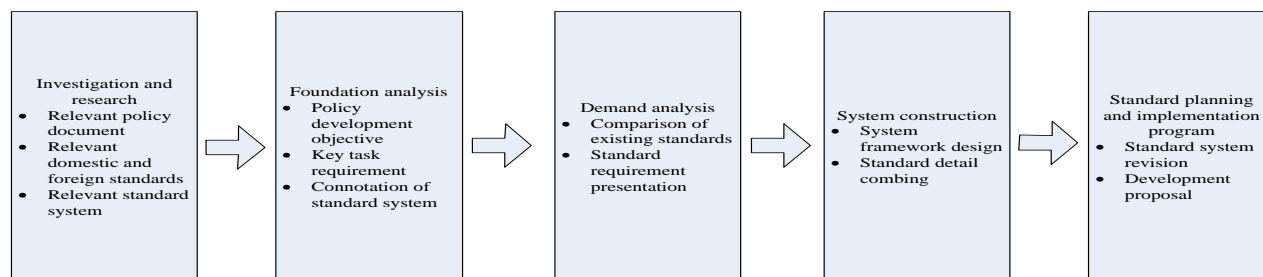 Investigation and
research
• Relevant policy
document
• Relevant
domestic and
foreign standards
• Relevant standard
system
Foundation analysis
• Policy
development
objective
• Key task
requirement
• Connotation of
standard system
Demand analysis
• Comparison of
existing standards
• Standard
requirement
presentation
System construction
• System
framework design
• Standard detail
combing
Standard planning
and implementation
program
• Standard system
revision
• Development
proposal